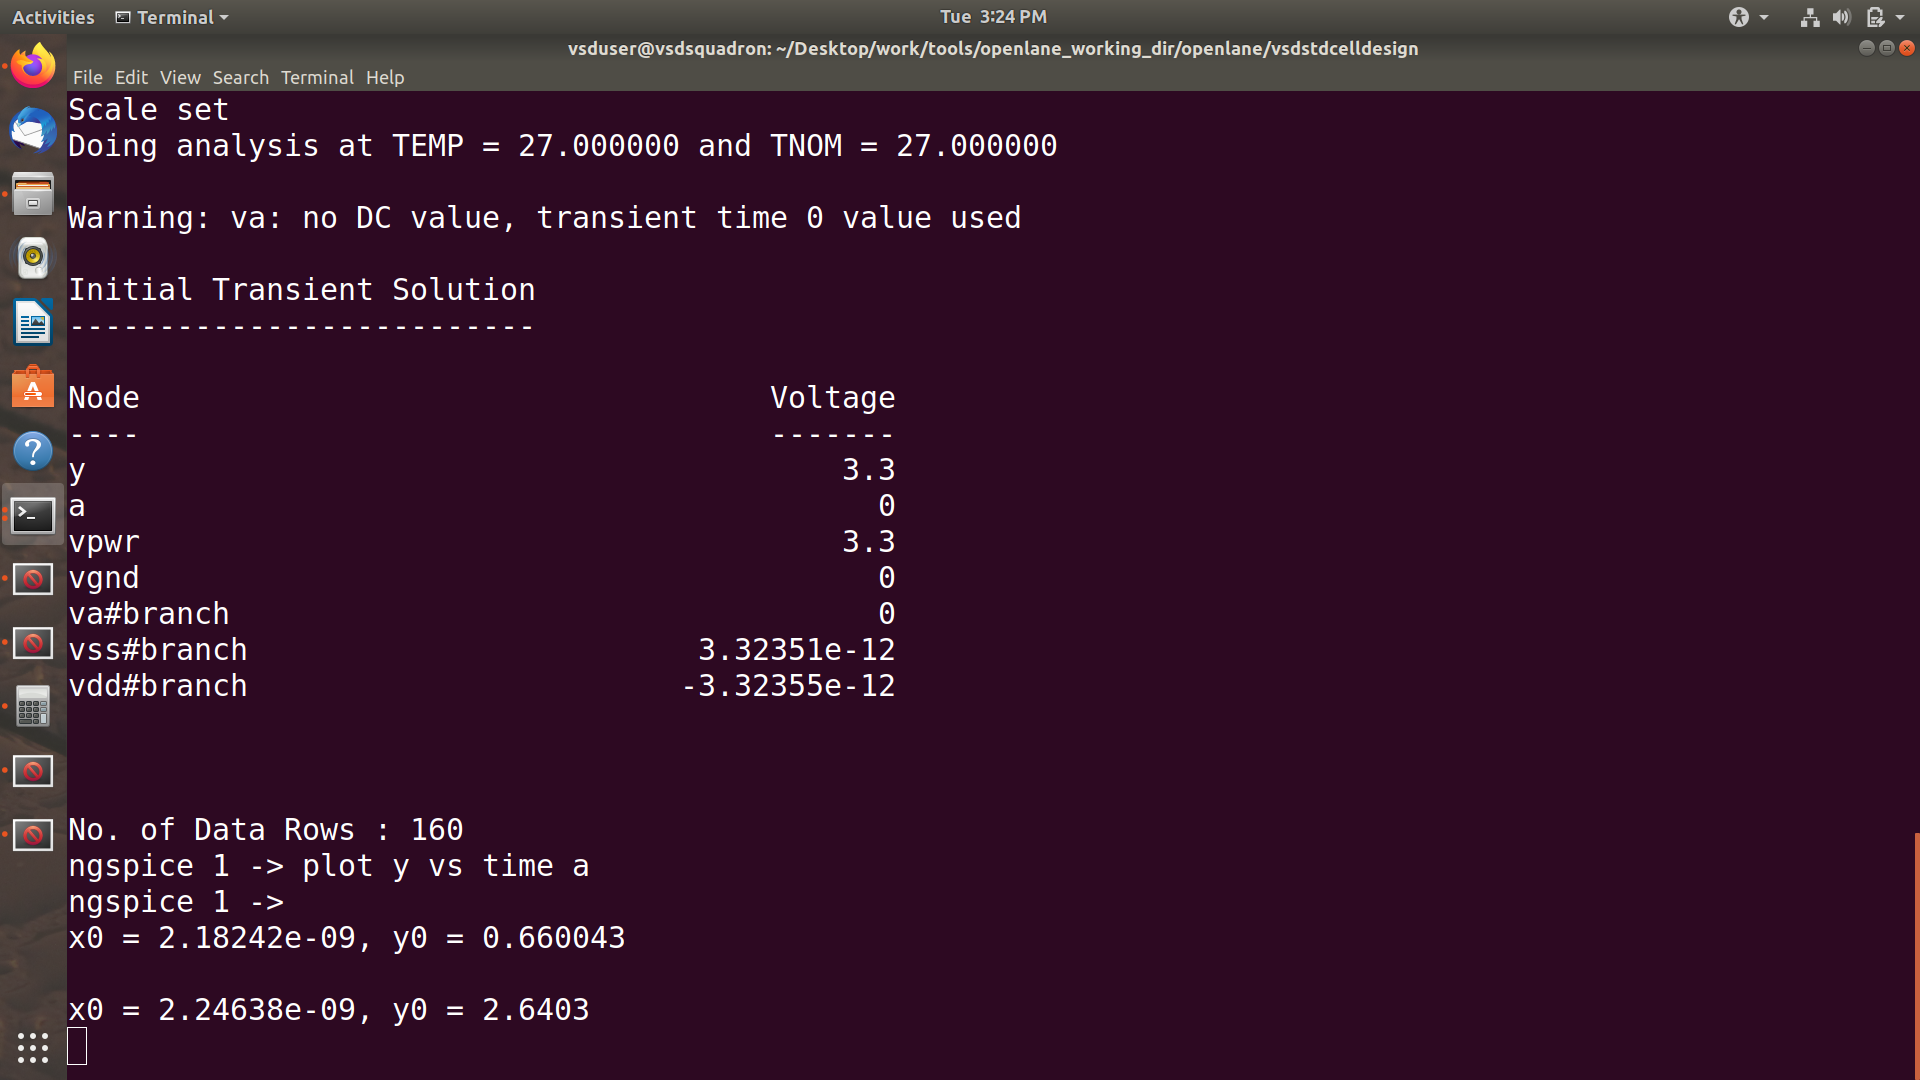 Activities Terminal Tue 3:24 PM
vsduser@vsdsquadron: ~/Desktop/work/tools/openlane_working_dir/openlane/vsdstdcelldesign
File Edit View Search Terminal Help
Scale set
Doing analysis at TEMP = 27.000000 and TNOM = 27.000000
Warning: va: no DC value, transient time 0 value used
Initial Transient Solution
--------------------------
Node Voltage
---- -------
y 3.3
a 0
vpwr 3.3
vgnd 0
va#branch 0
vss#branch 3.32351e-12
vdd#branch -3.32355e-12
No. of Data Rows : 160
ngspice 1 -> plot y vs time a
ngspice 1 ->
x0 = 2.18242e-09, y0 = 0.660043
x0 = 2.24638e-09, y0 = 2.6403